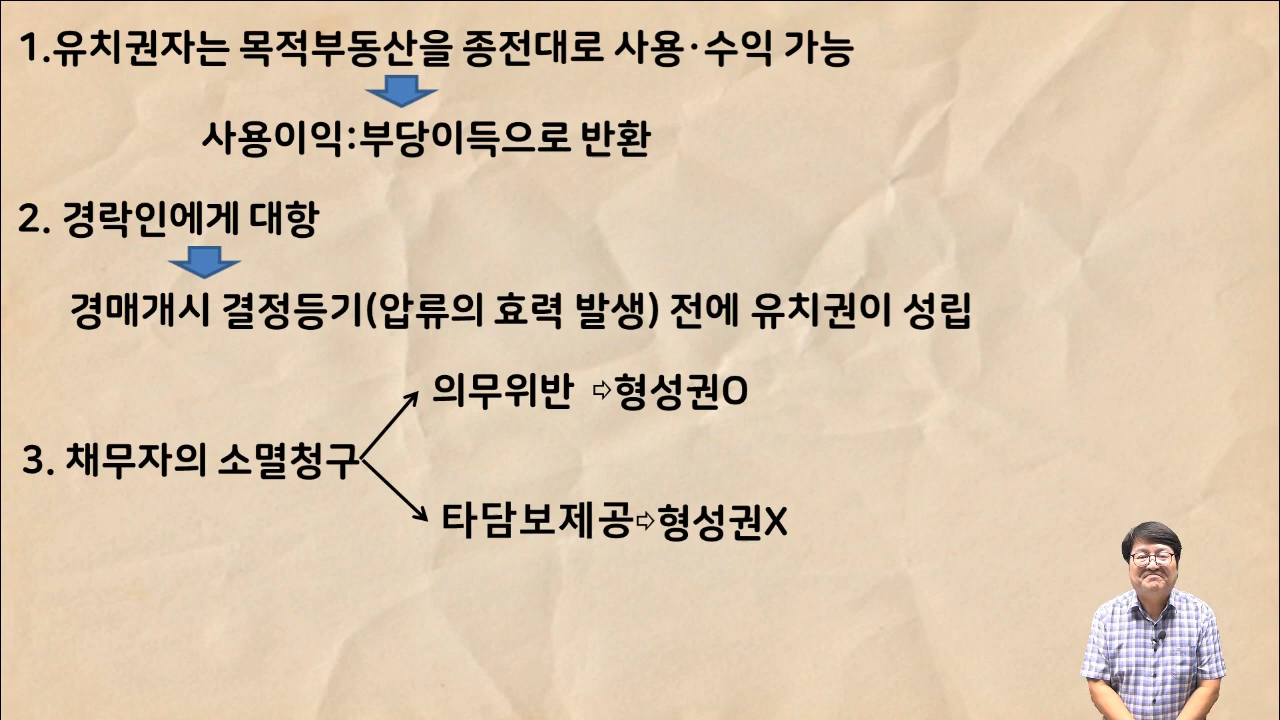 1.유치권자는 목적부동산을 종전대로 사용·수익 가능
사용이익:부당이득으로 반환
2. 경락인에게 대항
경매개시 결정등기(압류의 효력 발생) 전에 유치권이 성립
의무위반 ⇨형성권O
3. 채무자의 소멸청구
타담보제공⇨형성권X